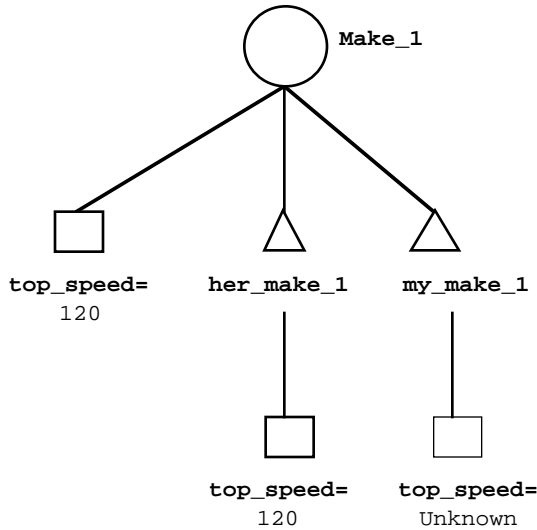 Make_1
top_speed=
120
her_make_1
my_make_1
top_speed=
120
top_speed=
Unknown